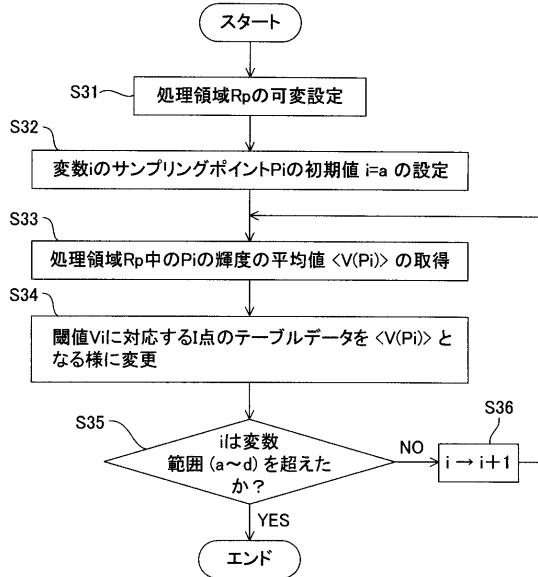 スタート
S31
処理領域Rpの可変設定
S32
変数iのサンプリングポイントPiの初期値 i=a の設定
S33
処理領域Rp中のPiの輝度の平均値 <V(Pi)> の取得
S34
閾値Viに対応するI点のテーブルデータを <V(Pi)> と
なる様に変更
S35
iは変数
範囲 (a～d) を超えた
か？
NO
S36
i → i+1
YES
エンド